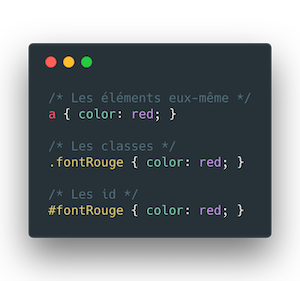 /* Les éléments eux-même */
a { color: red; }
/* Les classes */
.fontRouge { color: red; }
/* Les id */
#fontRouge { color: red; }